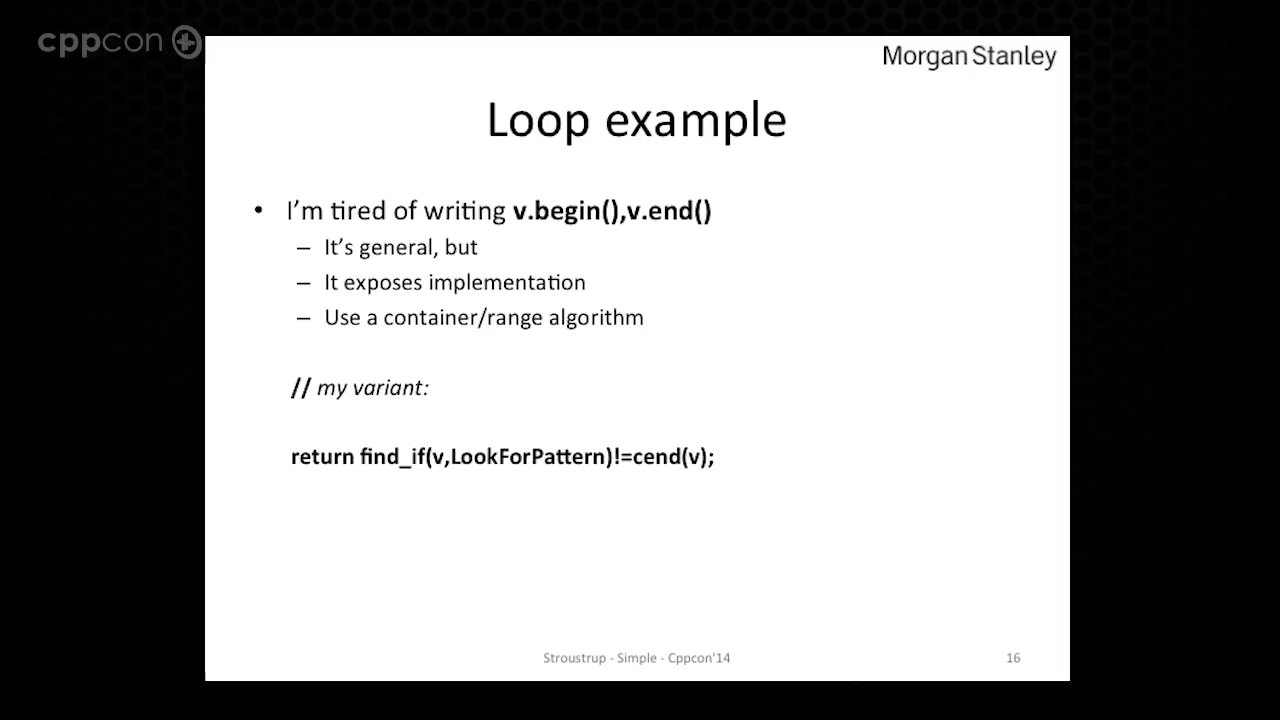 cppcon
Morgan Stanley
Loop example
• I'm tired of writing v.begin(),v.end()
– It's general, but
– It exposes implementation
– Use a container/range algorithm
// my variant:
return find_if(v,LookForPattern)!=cend(v);
Stroustrup - Simple - Cppcon'14
16